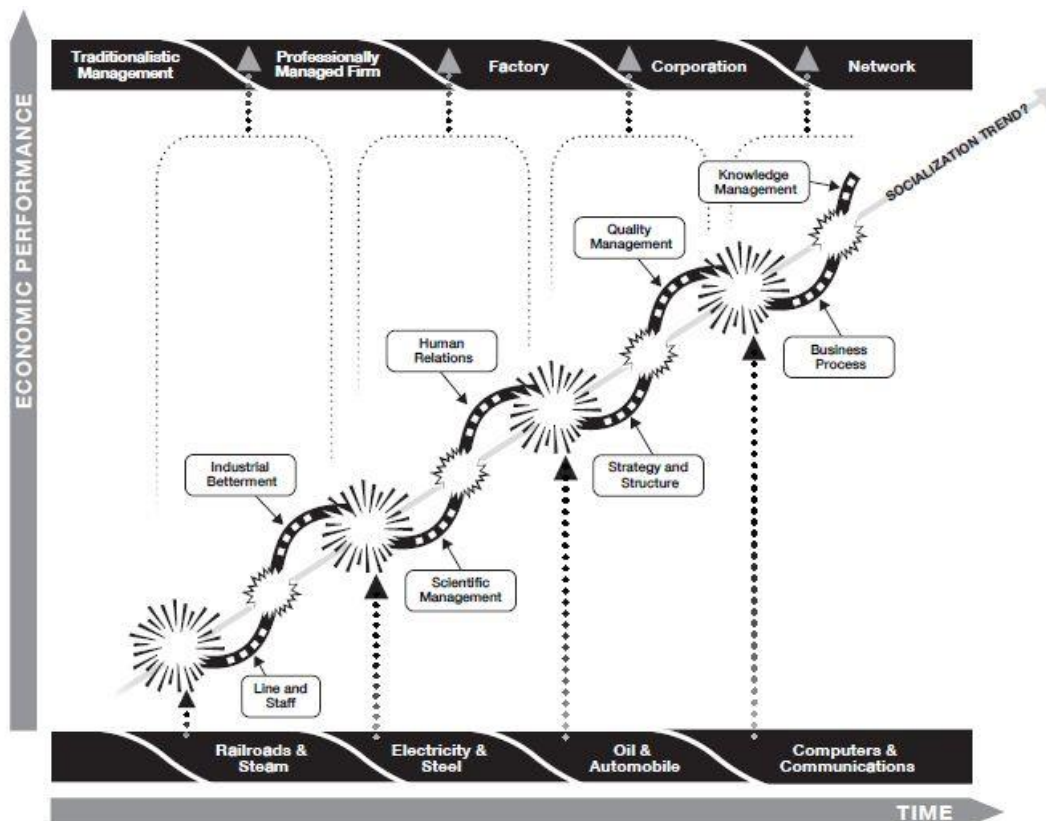 Traditionalistic
Management
Professionally
Managed Firm
Factory
Corporation
Network
ECONOMIC PERFORMANCE
SOCIALIZATION TREND?
Knowledge
Management
Quality
Management
Business
Process
Human
Relations
Strategy and
Structure
Industrial
Betterment
Scientific
Management
Line and
Staff
Railroads &
Steam
Electricity &
Steel
Oil &
Automobile
Computers &
Communications
TIME